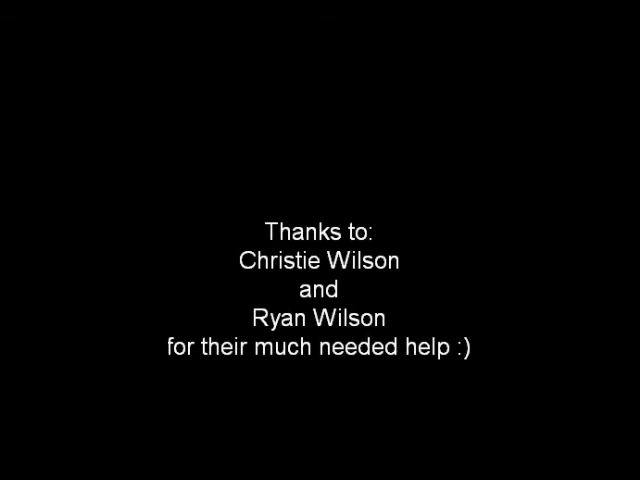 Thanks to:
Christie Wilson
and
Ryan Wilson
for their much needed help :)